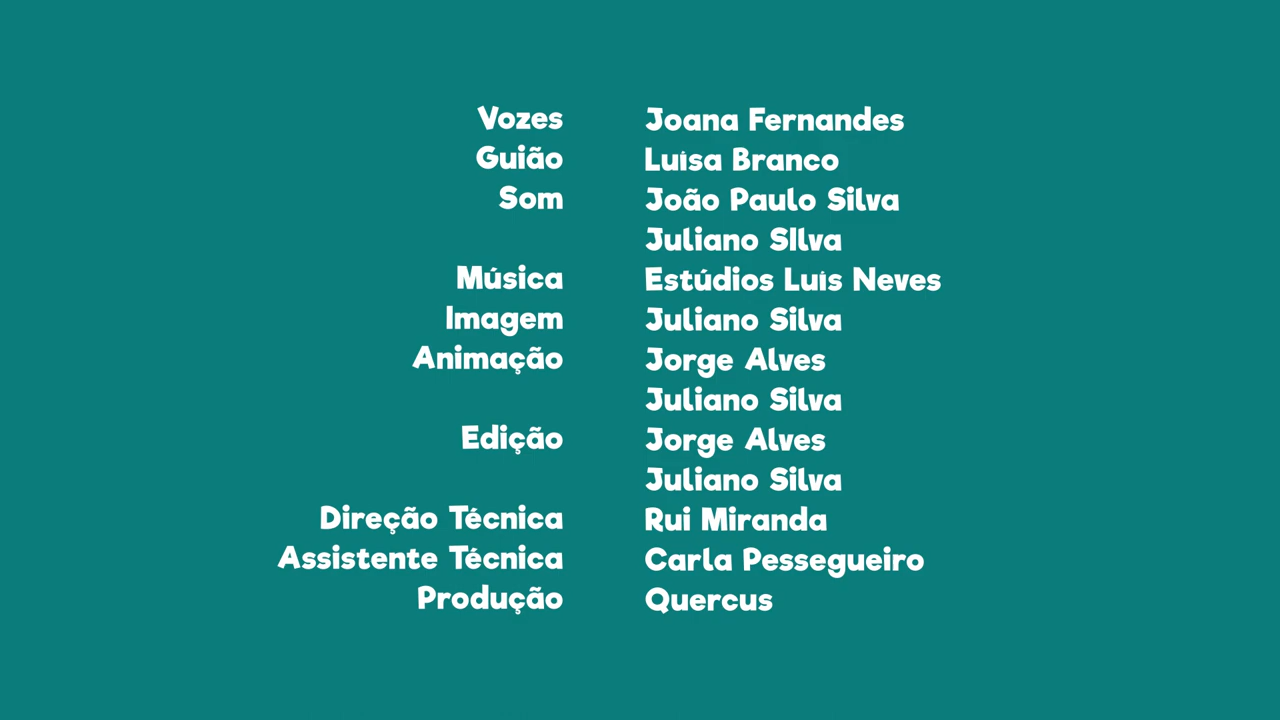 Vozes Joana Fernandes
Guião Luísa Branco
Som João Paulo Silva
Juliano SIlva
Música Estúdios Luís Neves
Imagem Juliano Silva
Animação Jorge Alves
Juliano Silva
Edição Jorge Alves
Juliano Silva
Direção Técnica Rui Miranda
Assistente Técnica Carla Pessegueiro
Produção Quercus